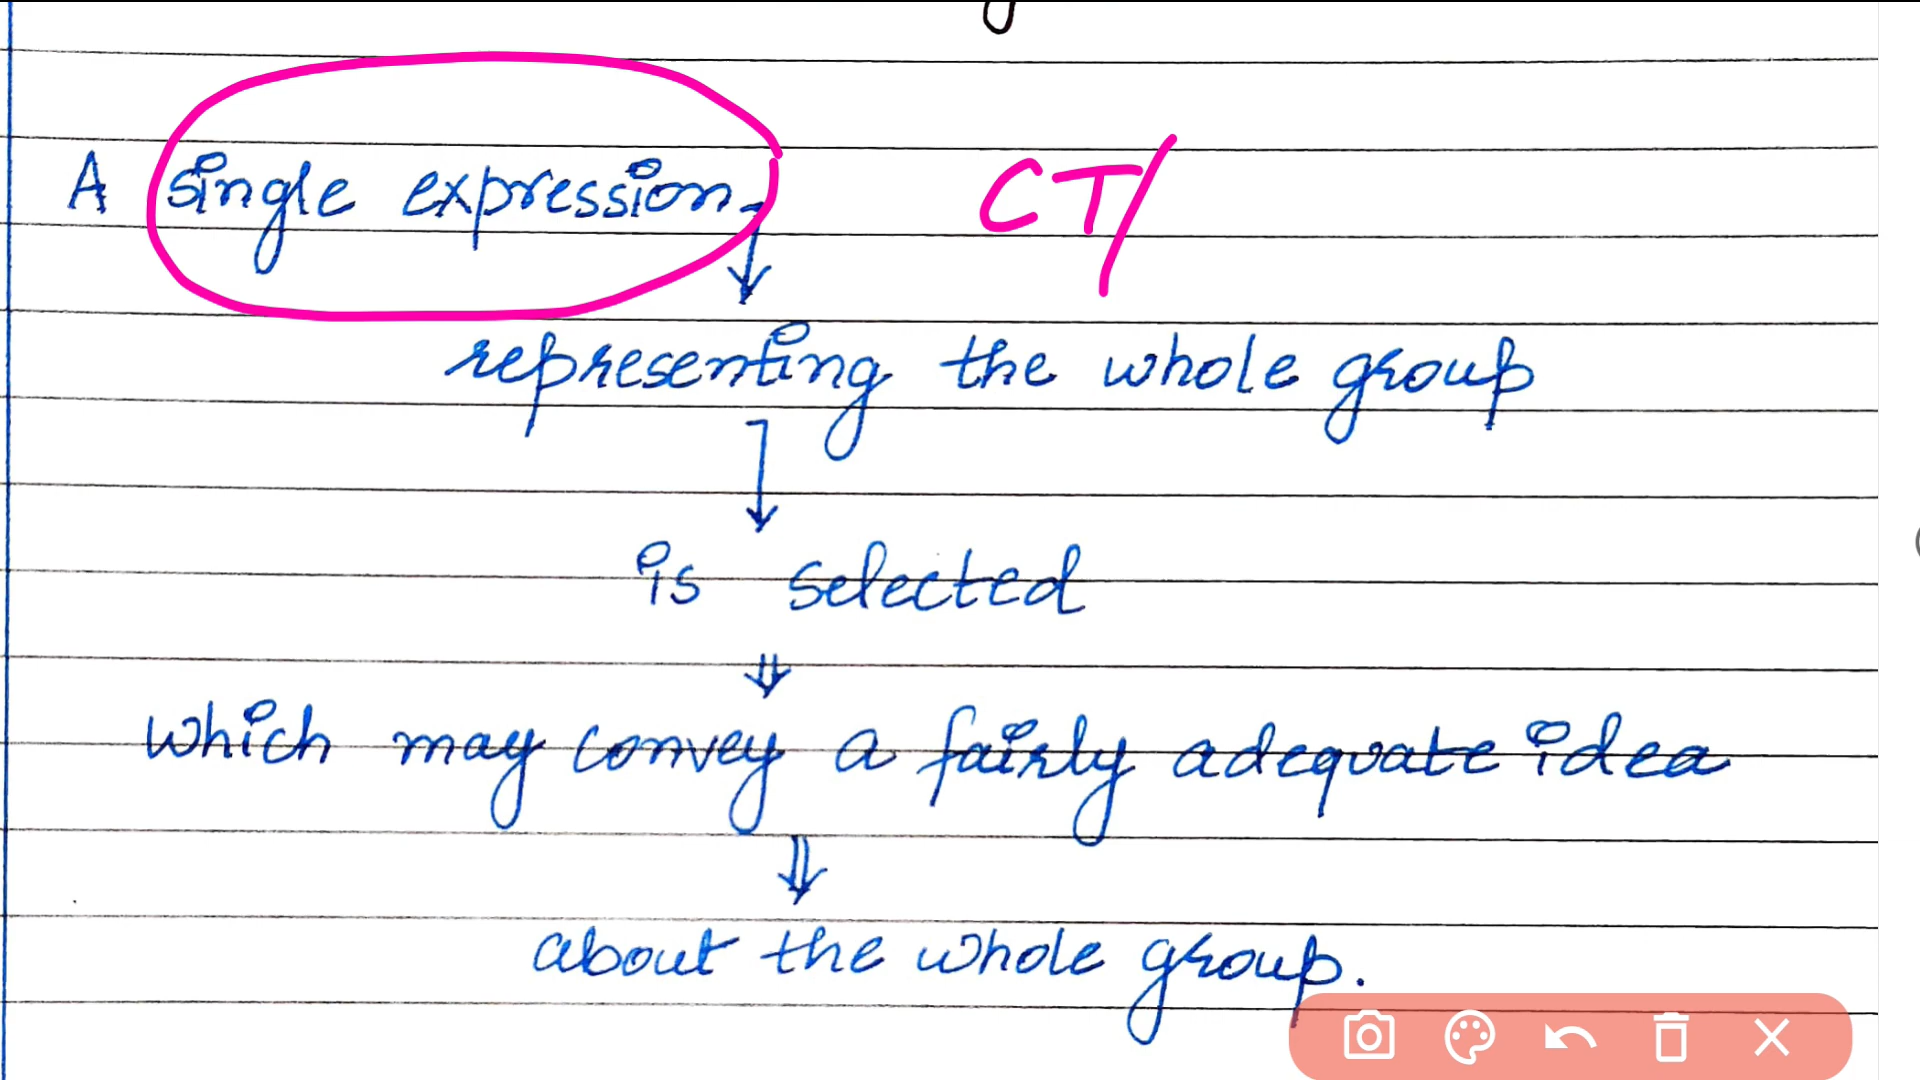 A single expression CT/
representing the whole group
is selected
which may convey a fairly adequate idea
about the whole group.